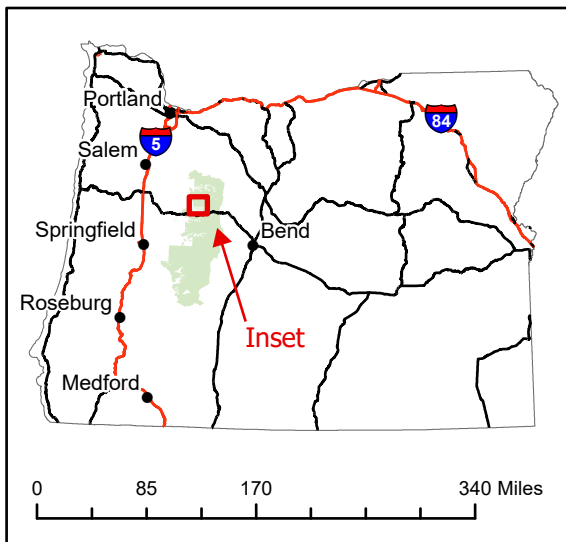 Portland
84
5
Salem
Springfield
Bend
Roseburg
Inset
Medford
0 85 170 340 Miles